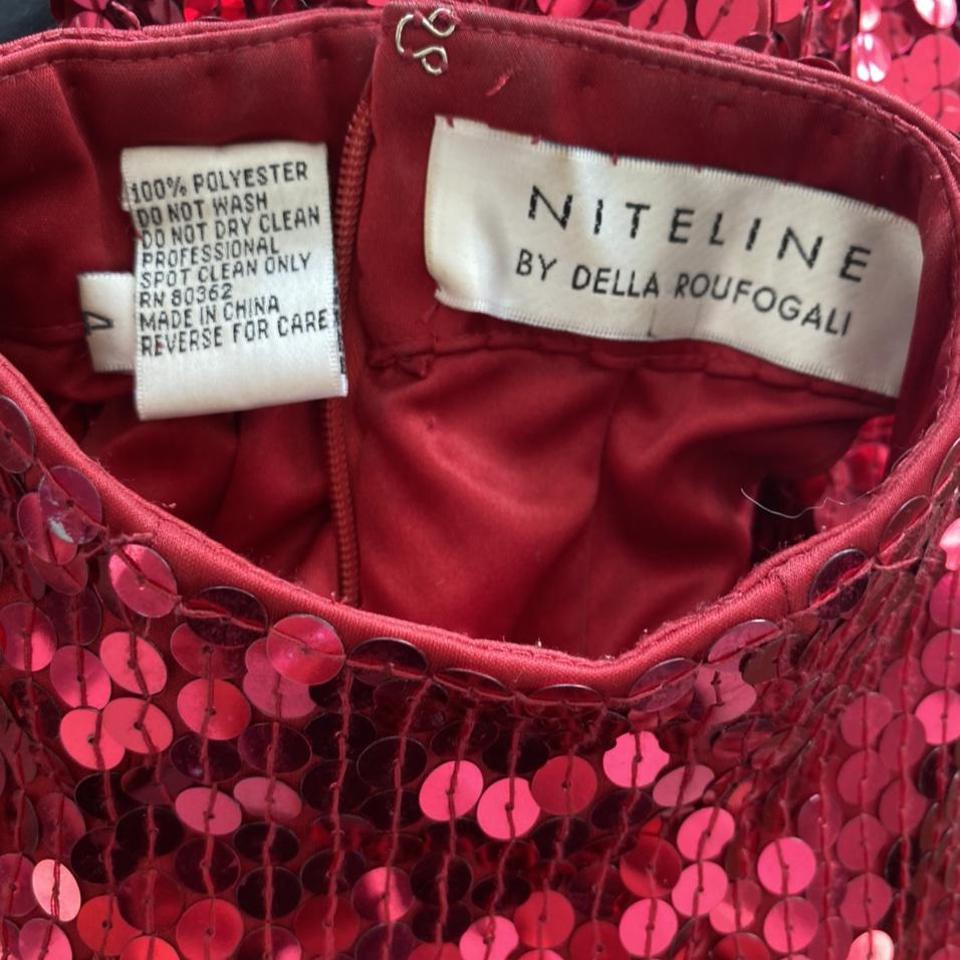 100% POLYESTER
DO NOT WASH
DO NOT DRY CLEAN
PROFESSIONAL
SPOT CLEAN ONLY
RN 80362
MADE IN CHINA
REVERSE FOR CARE
4
NITELINE
BY DELLA ROUFOGALI